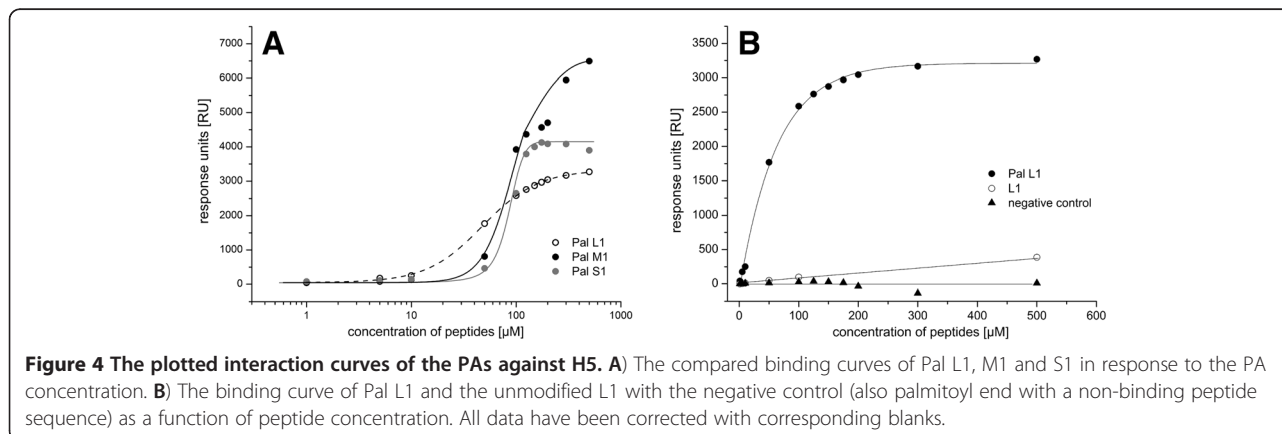 A
7000
6000
5000
4000
3000
2000
1000
0
response units [RU]
1
10
100
1000
concentration of peptides [µM]
Pal L1
Pal M1
Pal S1
B
3500
3000
2500
2000
1500
1000
500
250
0
response units [RU]
0
100
200
300
400
500
600
concentration of peptides [µM]
Pal L1
L1
negative control
Figure 4 The plotted interaction curves of the PAs against H5. A) The compared binding curves of Pal L1, M1 and S1 in response to the PA
concentration. B) The binding curve of Pal L1 and the unmodified L1 with the negative control (also palmitoyl end with a non-binding peptide
sequence) as a function of peptide concentration. All data have been corrected with corresponding blanks.